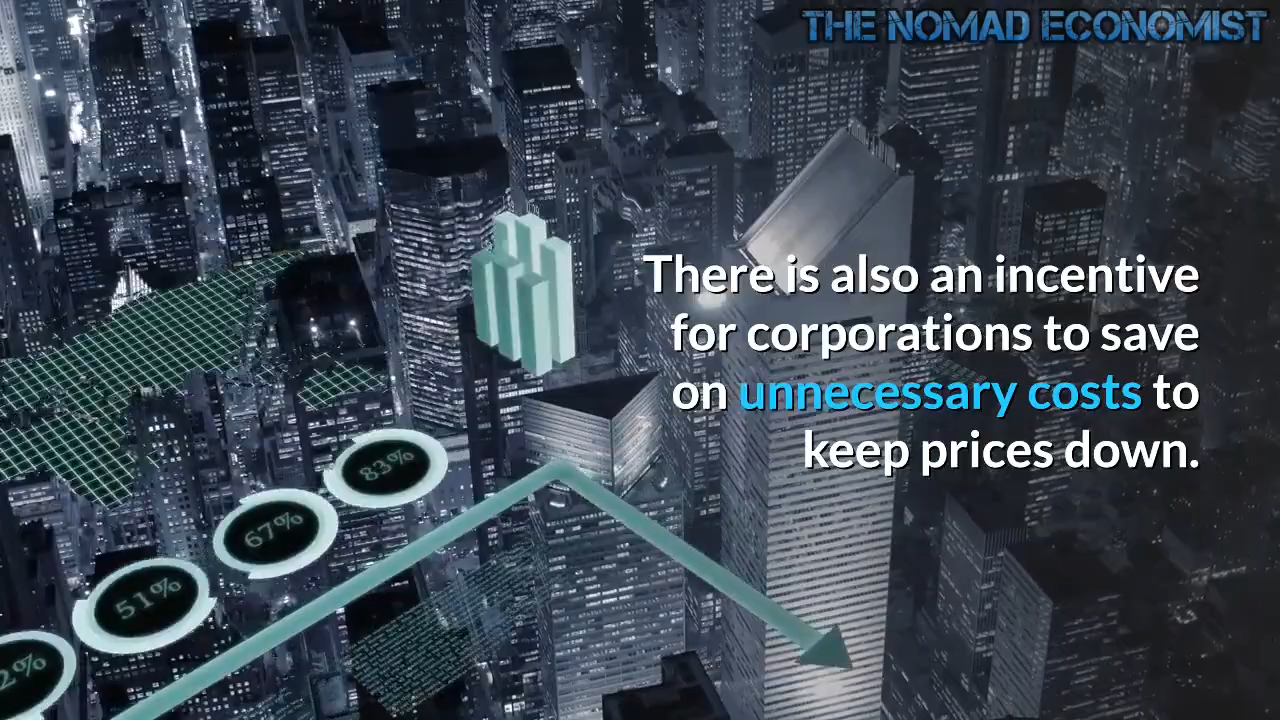 THE NOMAD ECONOMIST
There is also an incentive
for corporations to save
on unnecessary costs to
keep prices down.
83%
67%
51%
2%